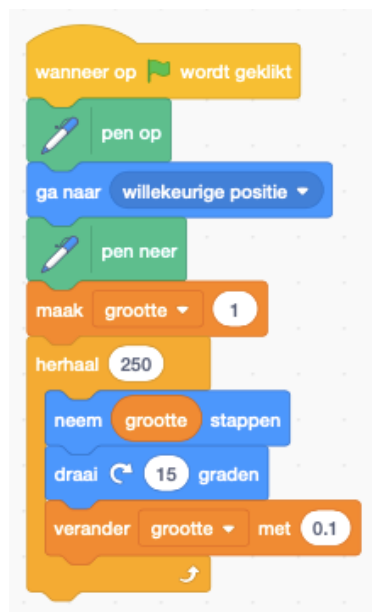 wanneer op wordt geklikt
pen op
ga naar willekeurige positie
pen neer
maak grootte 1
herhaal 250
neem grootte stappen
draai 15 graden
verander grootte met 0.1